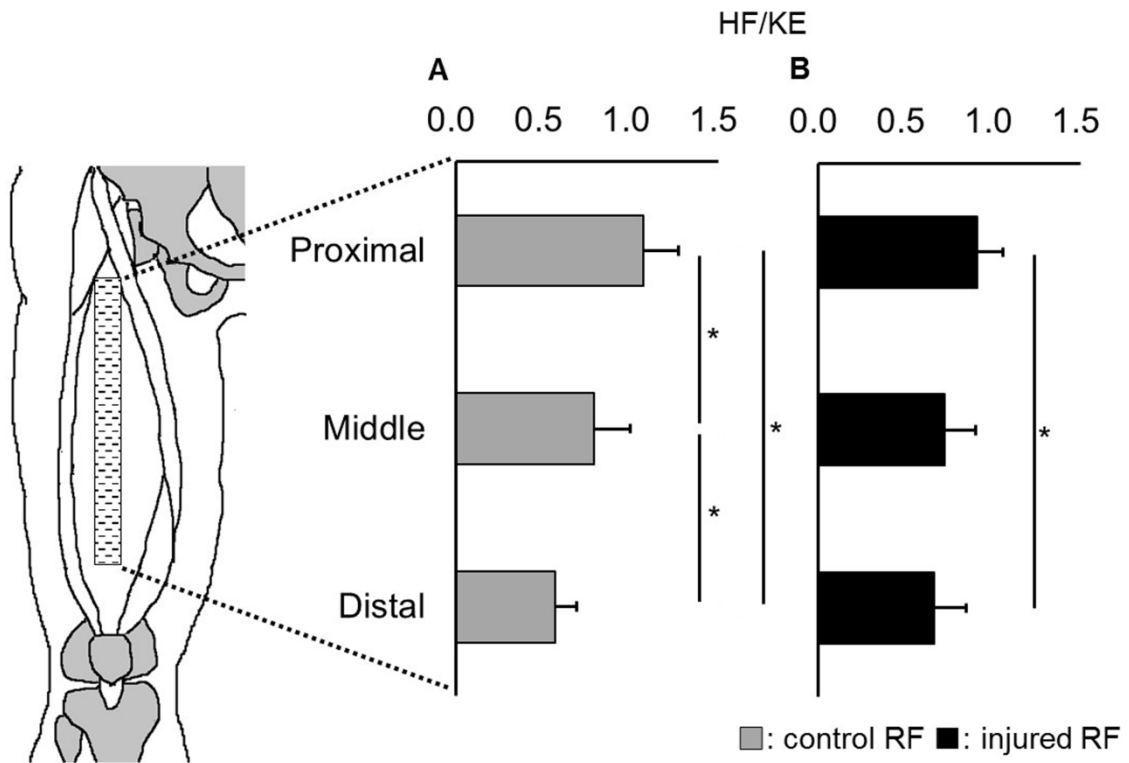 HF/KE
A
B
0.0 0.5 1.0 1.5
0.0 0.5 1.0 1.5
Proximal
*
*
Middle
*
*
Distal
: control RF : injured RF